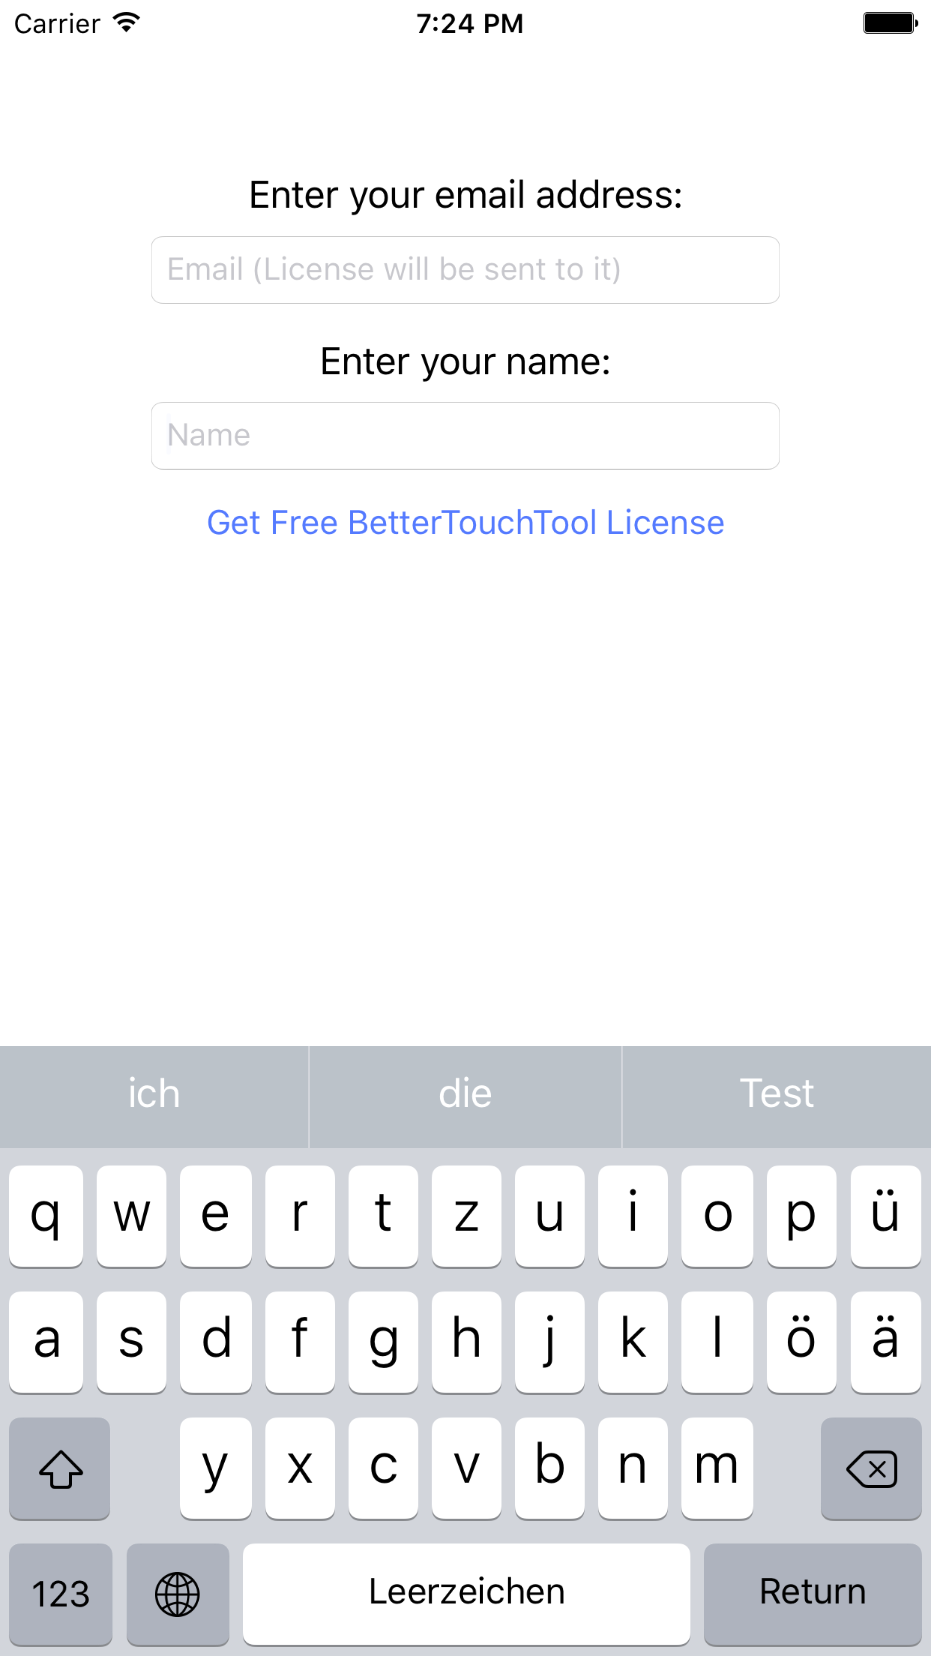 Carrier 7:24 PM
Enter your email address:
Email (License will be sent to it)
Enter your name:
Name
Get Free BetterTouchTool License
ich die Test
q w e r t z u i o p ü
a s d f g h j k l ö ä
y x c v b n m
123 Leerzeichen Return